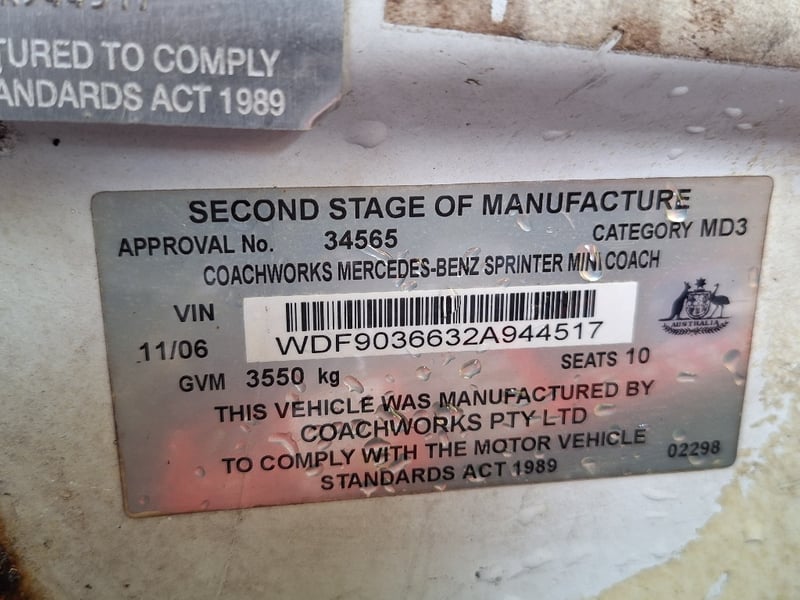 TURED TO COMPLY
ANDARDS ACT 1989
SECOND STAGE OF MANUFACTURE
APPROVAL No. 34565 CATEGORY MD3
COACHWORKS MERCEDES-BENZ SPRINTER MINI COACH
VIN
AUSTRALIA
WDF9036632A944517
11/06 SEATS 10
GVM 3550 kg
THIS VEHICLE WAS MANUFACTURED BY
COACHWORKS PTY LTD
TO COMPLY WITH THE MOTOR VEHICLE
STANDARDS ACT 1989
02298